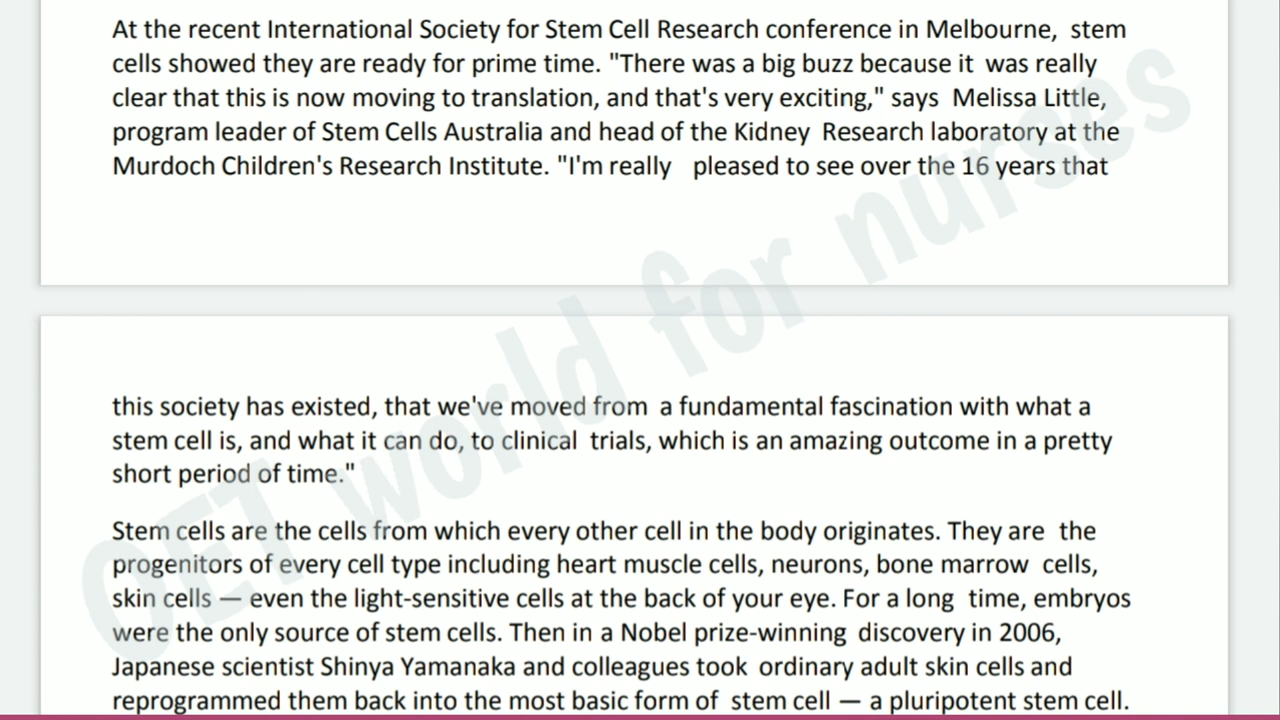 At the recent International Society for Stem Cell Research conference in Melbourne, stem
cells showed they are ready for prime time. "There was a big buzz because it was really
clear that this is now moving to translation, and that's very exciting," says Melissa Little,
program leader of Stem Cells Australia and head of the Kidney Research laboratory at the
Murdoch Children's Research Institute. "I'm really pleased to see over the 16 years that
this society has existed, that we've moved from a fundamental fascination with what a
stem cell is, and what it can do, to clinical trials, which is an amazing outcome in a pretty
short period of time."
Stem cells are the cells from which every other cell in the body originates. They are the
progenitors of every cell type including heart muscle cells, neurons, bone marrow cells,
skin cells — even the light-sensitive cells at the back of your eye. For a long time, embryos
were the only source of stem cells. Then in a Nobel prize-winning discovery in 2006,
Japanese scientist Shinya Yamanaka and colleagues took ordinary adult skin cells and
reprogrammed them back into the most basic form of stem cell — a pluripotent stem cell.
OET world for nurses